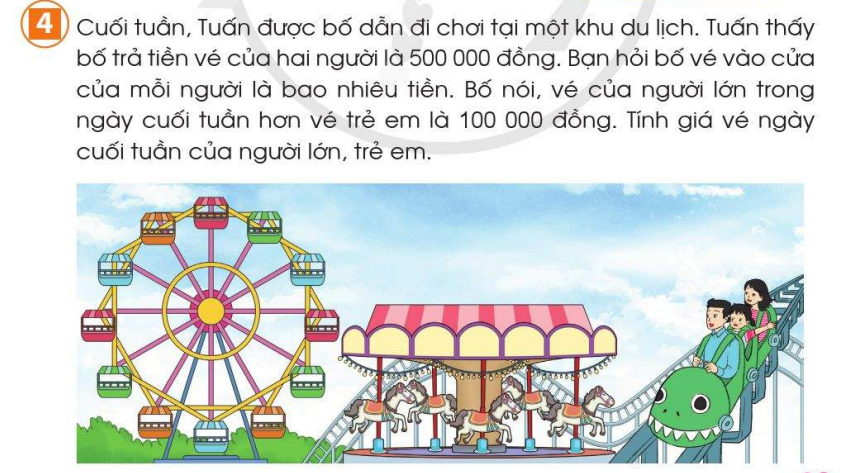 4 Cuối tuần, Tuấn được bố dẫn đi chơi tại một khu du lịch. Tuấn thấy
bố trả tiền vé của hai người là 500 000 đồng. Bạn hỏi bố vé vào cửa
của mỗi người là bao nhiêu tiền. Bố nói, vé của người lớn trong
ngày cuối tuần hơn vé trẻ em là 100 000 đồng. Tính giá vé ngày
cuối tuần của người lớn, trẻ em.